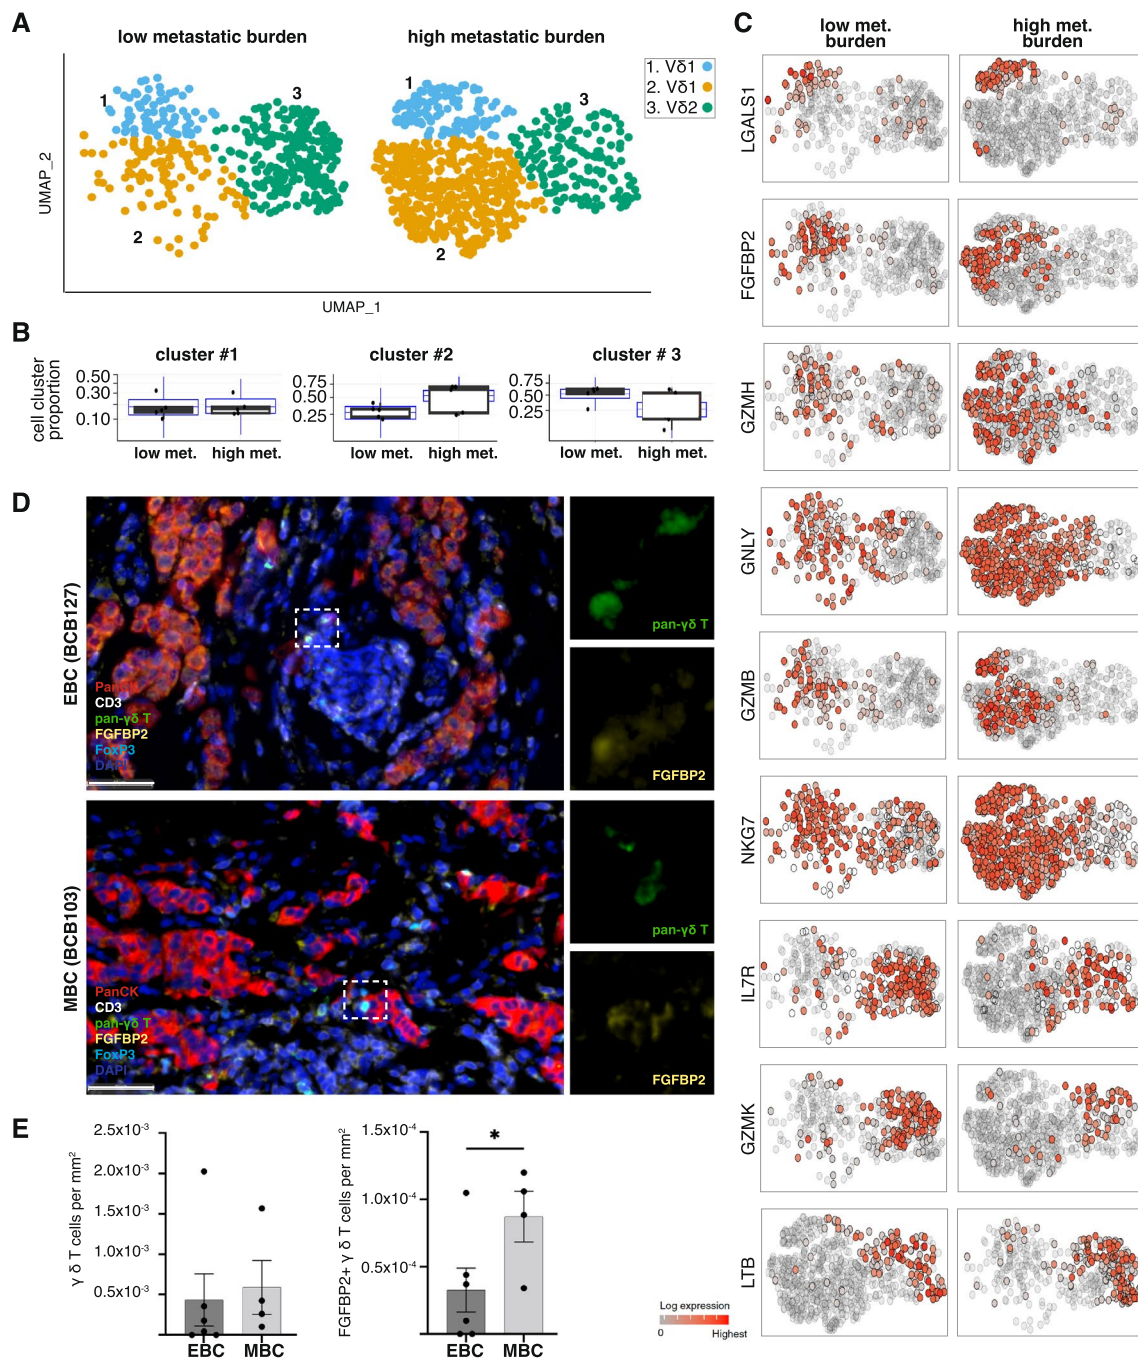 A
low metastatic burden
high metastatic burden
1
3
2
1
3
2
1. Vδ1
2. Vδ1
3. Vδ2
UMAP_2
UMAP_1
B
cluster #1
cluster #2
cluster # 3
cell cluster
proportion
0.50
0.30
0.10
0.75
0.50
0.25
0.75
0.50
0.25
low met.
high met.
low met.
high met.
low met.
high met.
C
low met.
burden
high met.
burden
LGALS1
FGFBP2
GZMH
GNLY
GZMB
NKG7
IL7R
GZMK
LTB
Log expression
0
Highest
D
EBC (BCB127)
CD3
pan-γδ T
FGFBP2
FoxP3
DAPI
pan-γδ T
FGFBP2
MBC (BCB103)
PanCK
CD3
pan-γδ T
FGFBP2
FoxP3
DAPI
pan-γδ T
FGFBP2
E
γ δ T cells per mm²
2.5x10⁻³
2.0x10⁻³
1.5x10⁻³
1.0x10⁻³
0.5x10⁻³
EBC
MBC
FGFBP2+ γ δ T cells per mm²
1.5x10⁻⁴
1.0x10⁻⁴
0.5x10⁻⁴
*
EBC
MBC